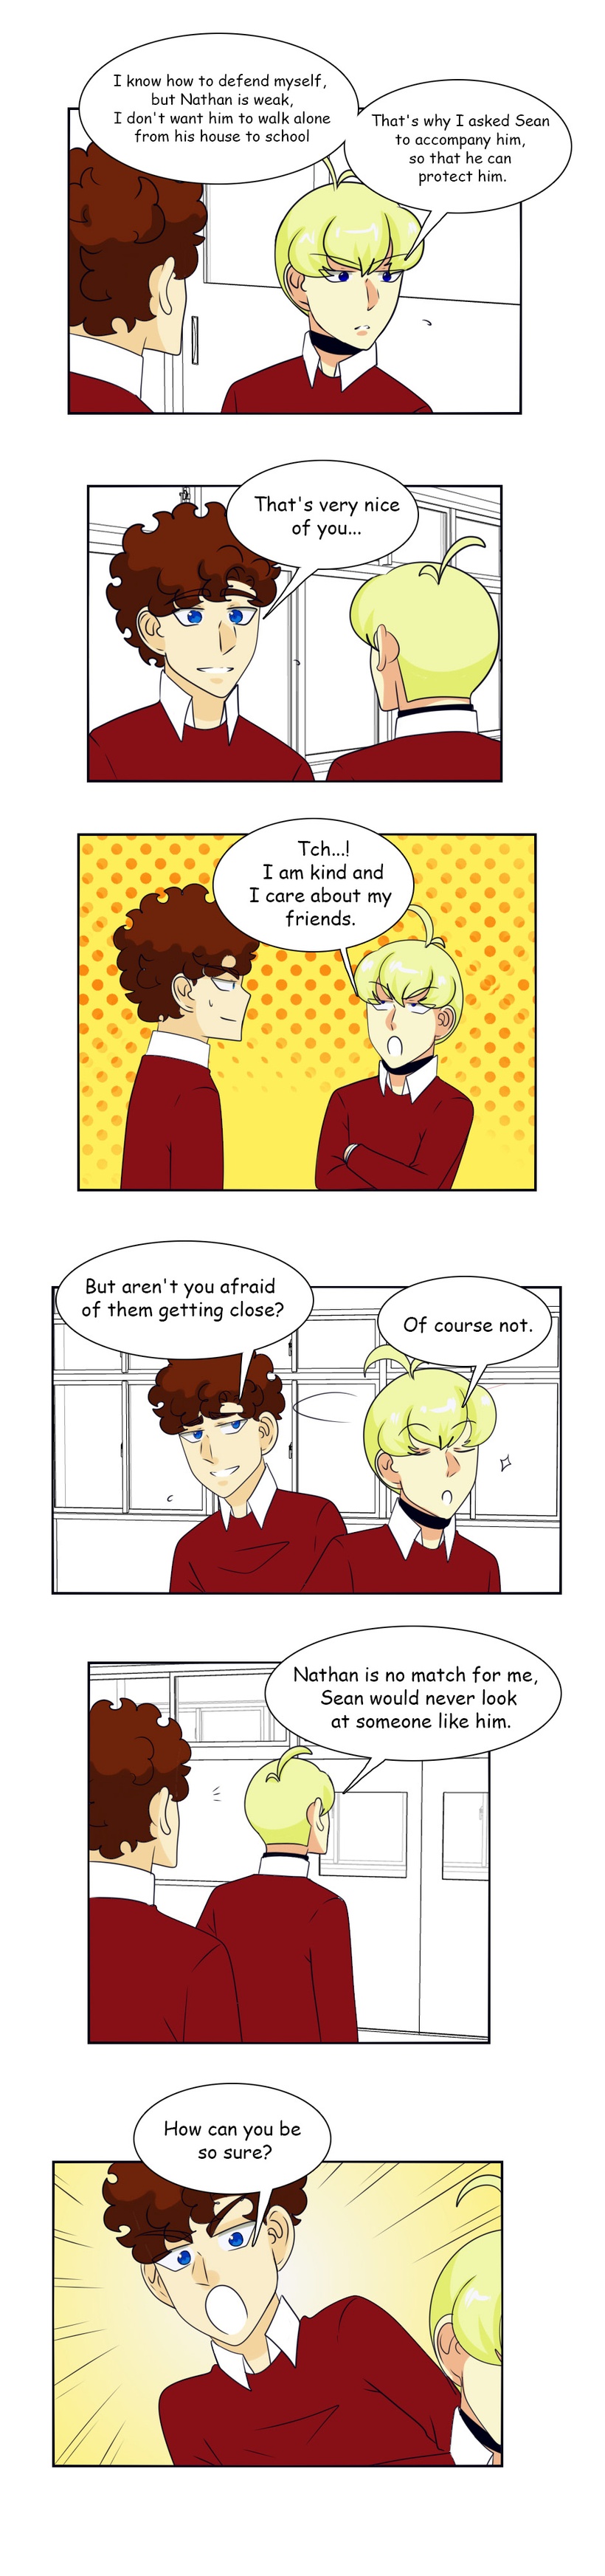 I know how to defend myself,
but Nathan is weak,
I don't want him to walk alone
from his house to school
That's why I asked Sean
to accompany him,
so that he can
protect him.
That's very nice
of you...
Tch...!
I am kind and
I care about my
friends.
But aren't you afraid
of them getting close?
Of course not.
Nathan is no match for me,
Sean would never look
at someone like him.
How can you be
so sure?